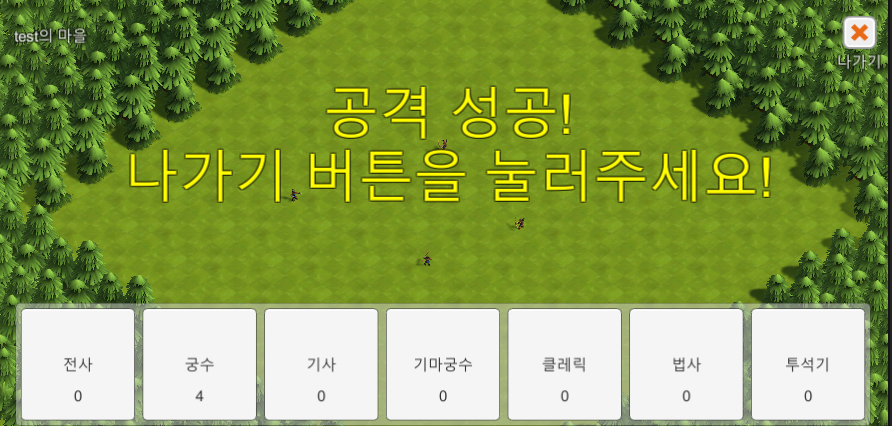 test의 마을
나가기
공격 성공!
나가기 버튼을 눌러주세요!
전사
0
궁수
4
기사
0
기마궁수
0
클레릭
0
법사
0
투석기
0